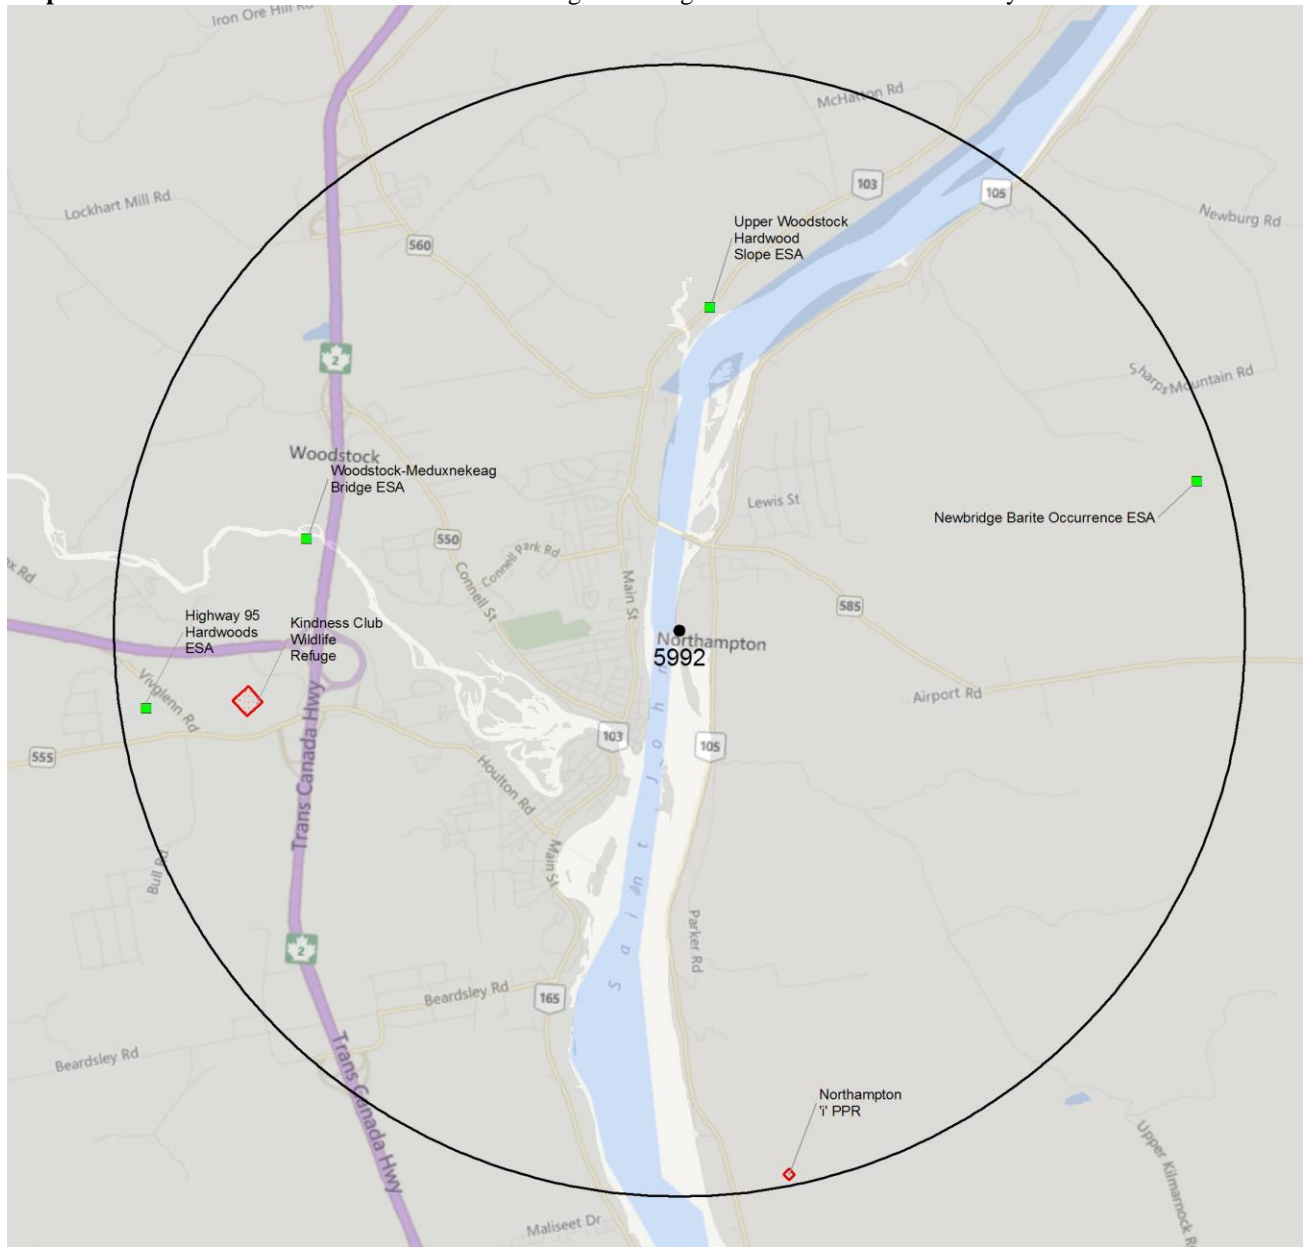 Iron Ore Hill Rd
McHatton Rd
103
105
Lockhart Mill Rd
Newburg Rd
560
Upper Woodstock
Hardwood
Slope ESA
2
Sharps Mountain Rd
Woodstock
Woodstock-Meduxnekeag
Bridge ESA
Lewis St
Newbridge Barite Occurrence ESA
550
Connell Park Rd
Connell St
Main St
585
Highway 95
Hardwoods
ESA
Kindness Club
Wildlife
Refuge
Northampton
5992
Vivglenn Rd
Airport Rd
Trans Canada Hwy
103
105
555
Houlton Rd
Saint John
Main St
Bull Rd
Parker Rd
2
Beardsley Rd
165
Beardsley Rd
Trans Canada Hwy
Northampton
'i' PPR
Upper Kilmarnock R
Maliseet Dr